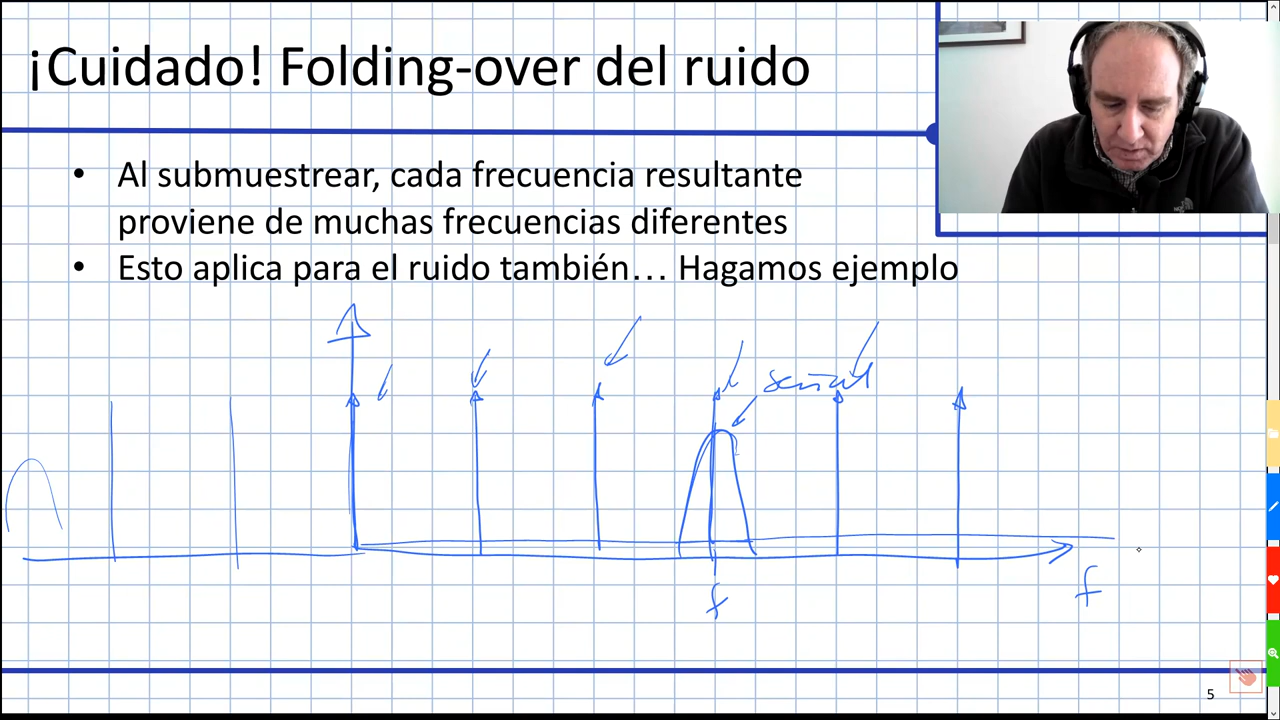 ¡Cuidado! Folding-over del ruido
• Al submuestrear, cada frecuencia resultante
proviene de muchas frecuencias diferentes
• Esto aplica para el ruido también… Hagamos ejemplo
señal
f
f
5